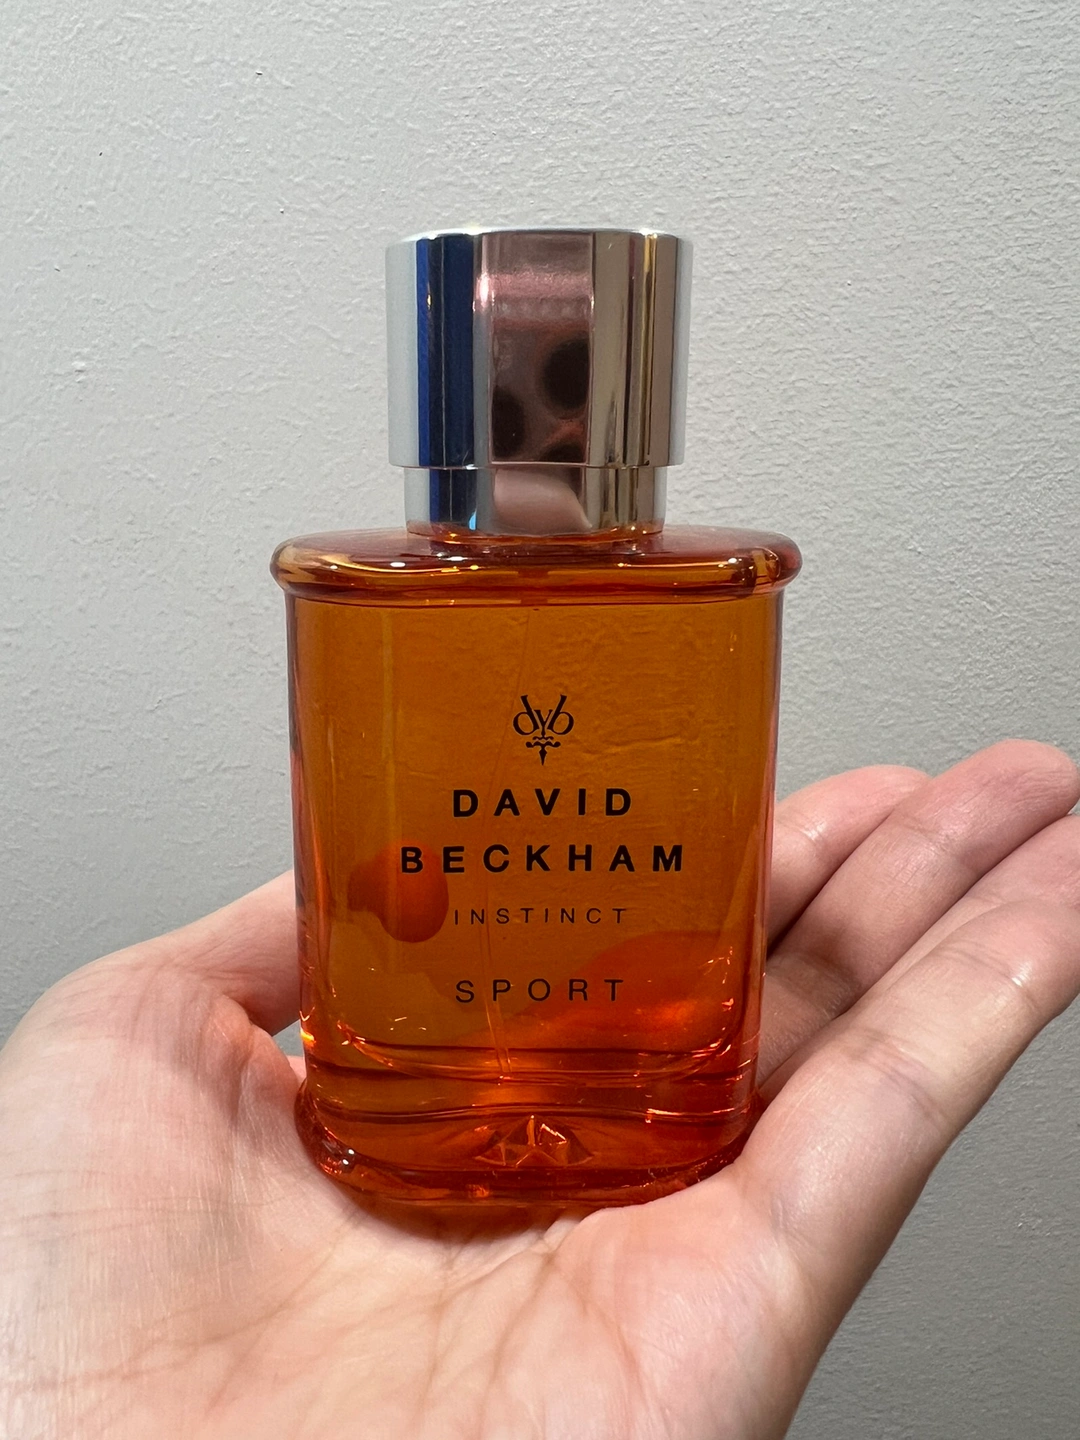 dvb
DAVID
BECKHAM
INSTINCT
SPORT